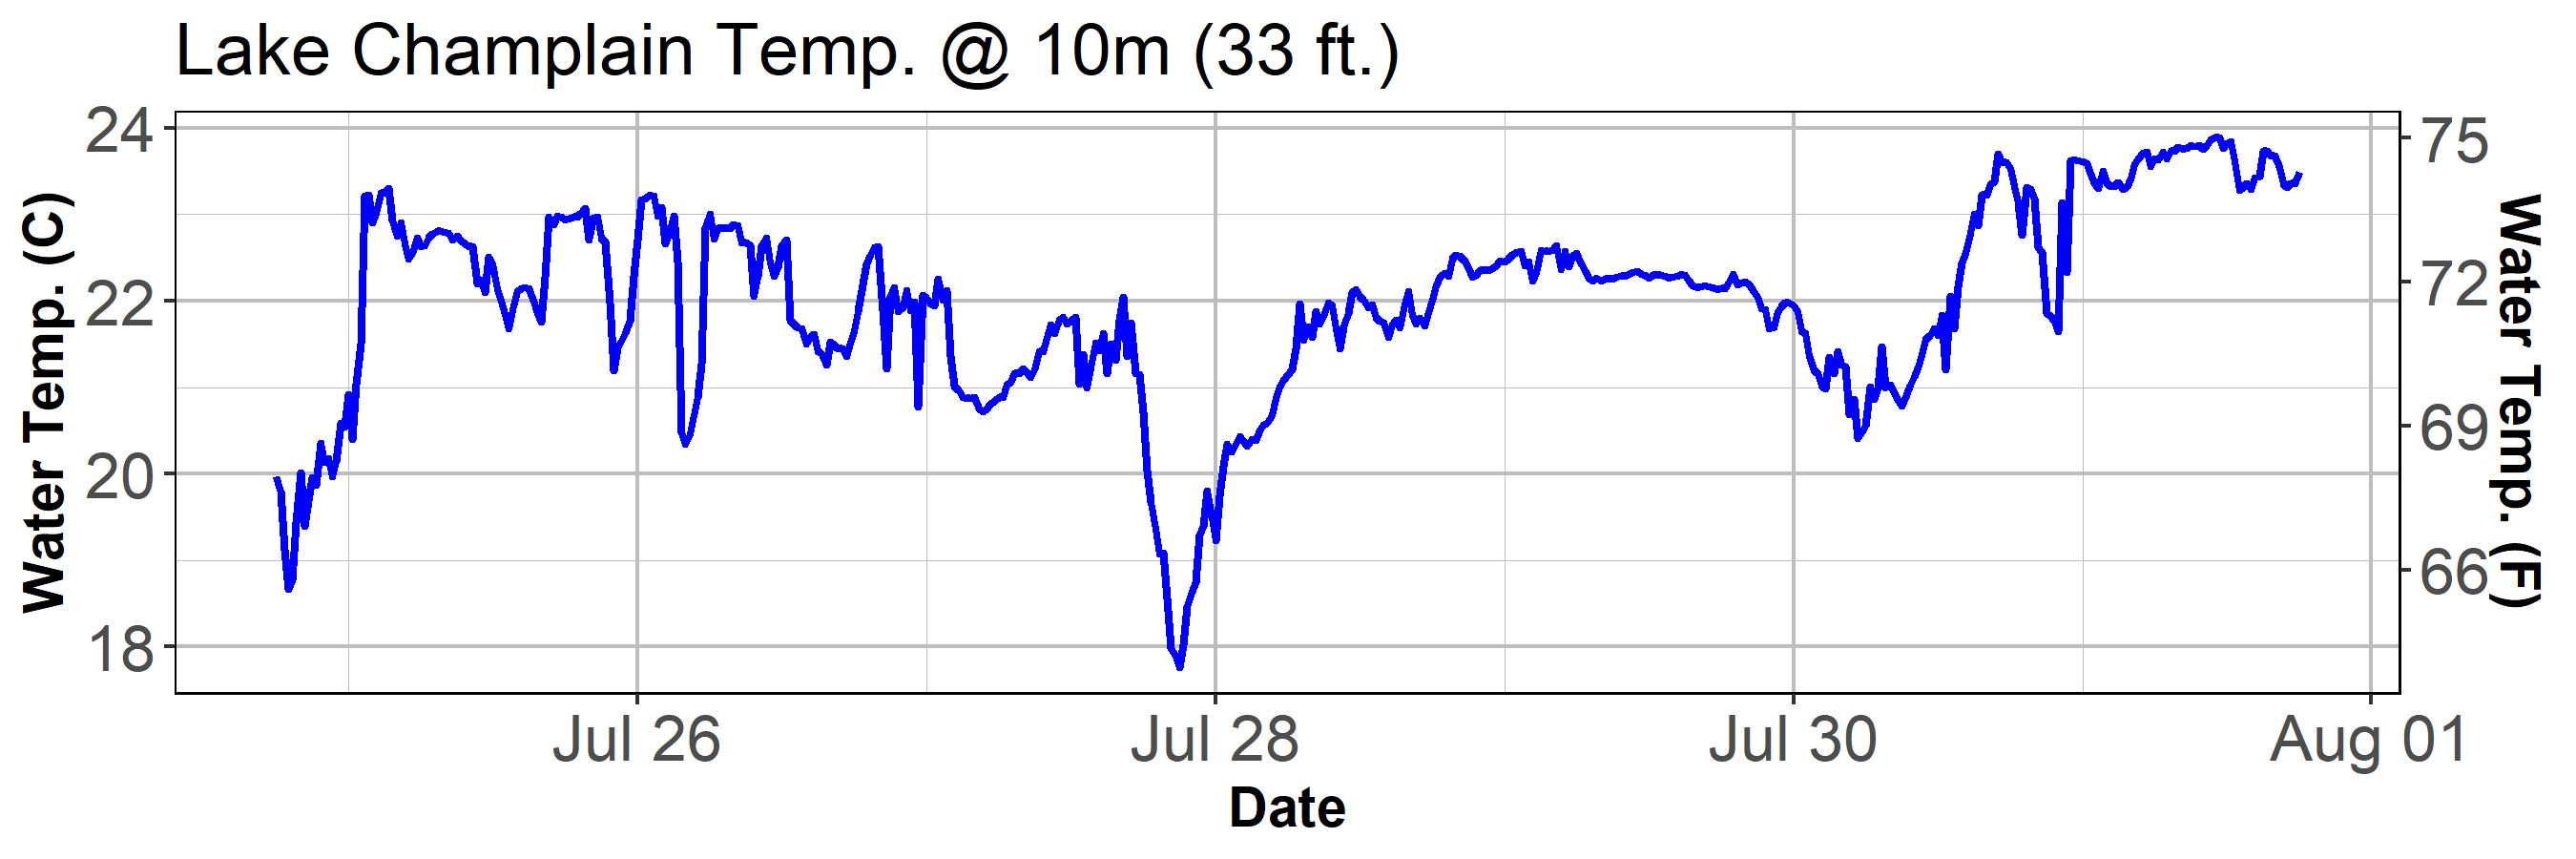 Lake Champlain Temp. @ 10m (33 ft.)
Water Temp. (C)
24
22
20
18
75
72
69
66
Water Temp. (F)
Jul 26
Jul 28
Jul 30
Aug 01
Date